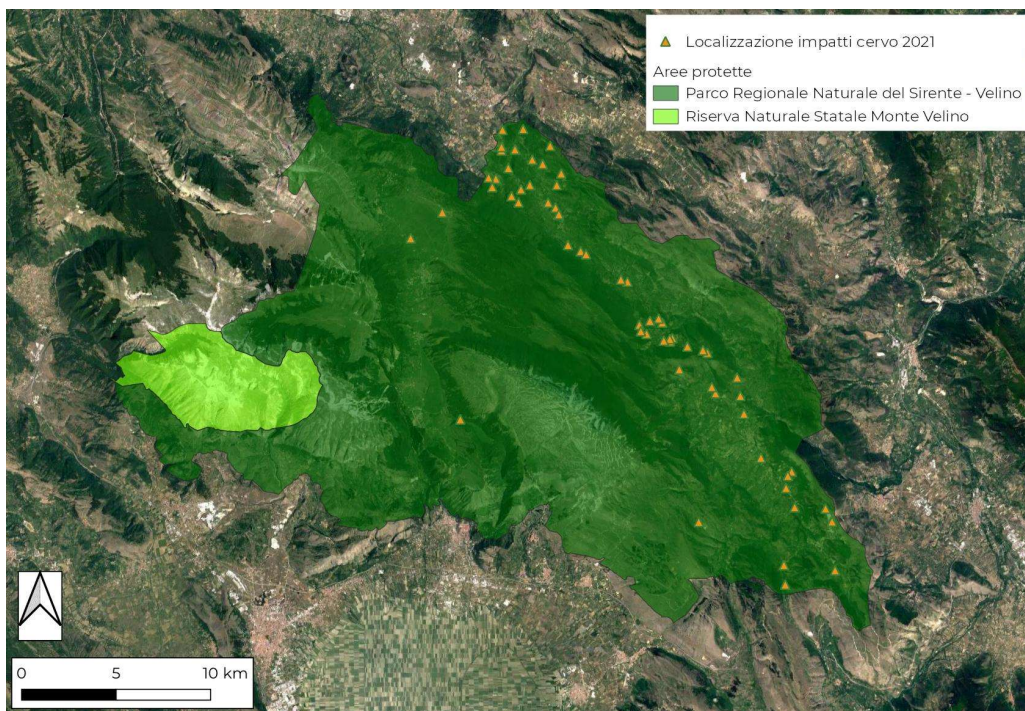 Localizzazione impatti cervo 2021
Aree protette
Parco Regionale Naturale del Sirente - Velino
Riserva Naturale Statale Monte Velino
0 5 10 km